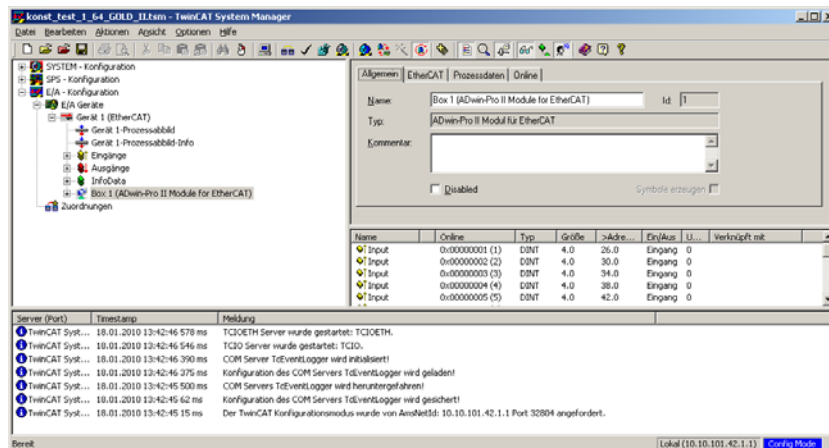 konst_test_1_64_GOLD_II.tsm - TwinCAT System Manager
Datei Bearbeiten Aktionen Ansicht Optionen Hilfe
SYSTEM - Konfiguration
SPS - Konfiguration
E/A - Konfiguration
E/A Geräte
Gerät 1 (EtherCAT)
Gerät 1-Prozessabbild
Gerät 1-Prozessabbild-Info
Eingänge
Ausgänge
InfoData
Box 1 (ADwin-Pro II Module for EtherCAT)
Zuordnungen
Allgemein EtherCAT Prozessdaten Online
Name: Box 1 (ADwin-Pro II Module for EtherCAT) Id: 1
Typ: ADwin-Pro II Modul für EtherCAT
Kommentar:
Disabled Symbole erzeugen
Name Online Typ Größe >Adre... Ein/Aus U... Verknüpft mit
Input 0x00000001 (1) DINT 4.0 26.0 Eingang 0
Input 0x00000002 (2) DINT 4.0 30.0 Eingang 0
Input 0x00000003 (3) DINT 4.0 34.0 Eingang 0
Input 0x00000004 (4) DINT 4.0 38.0 Eingang 0
Input 0x00000005 (5) DINT 4.0 42.0 Eingang 0
Server (Port) Timestamp Meldung
TwinCAT Syst... 18.01.2010 13:42:46 578 ms TCIOETH Server wurde gestartet: TCIOETH.
TwinCAT Syst... 18.01.2010 13:42:46 546 ms TCIO Server wurde gestartet: TCIO.
TwinCAT Syst... 18.01.2010 13:42:46 390 ms COM Server TcEventLogger wird initialisiert!
TwinCAT Syst... 18.01.2010 13:42:46 375 ms Konfiguration des COM Servers TcEventLogger wird geladen!
TwinCAT Syst... 18.01.2010 13:42:45 500 ms COM Servers TcEventLogger wird heruntergefahren!
TwinCAT Syst... 18.01.2010 13:42:45 62 ms Konfiguration des COM Servers TcEventLogger wird gesichert!
TwinCAT Syst... 18.01.2010 13:42:45 15 ms Der TwinCAT Konfigurationsmodus wurde von AmsNetId: 10.10.101.42.1.1 Port 32804 angefordert.
Bereit Lokal (10.10.101.42.1.1) Config Mode